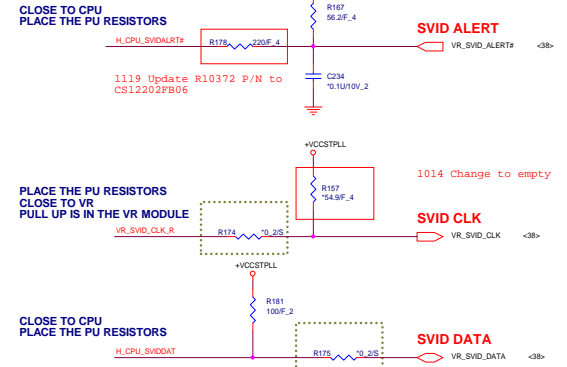 CLOSE TO CPU
PLACE THE PU RESISTORS
R167
56.2/F_4
SVID ALERT
H_CPU_SVIDALRT#
R178
220/F_4
VR_SVID_ALERT#
<38>
1119 Update R10372 P/N to
CS12202FB06
C234
*0.1U/10V_2
+VCCSTPLL
1014 Change to empty
R157
*54.9/F_4
PLACE THE PU RESISTORS
CLOSE TO VR
PULL UP IS IN THE VR MODULE
SVID CLK
VR_SVID_CLK_R
R174
*0_2/S
VR_SVID_CLK
<38>
+VCCSTPLL
R181
100/F_2
CLOSE TO CPU
PLACE THE PU RESISTORS
SVID DATA
H_CPU_SVIDDAT
R175
*0_2/S
VR_SVID_DATA
<38>